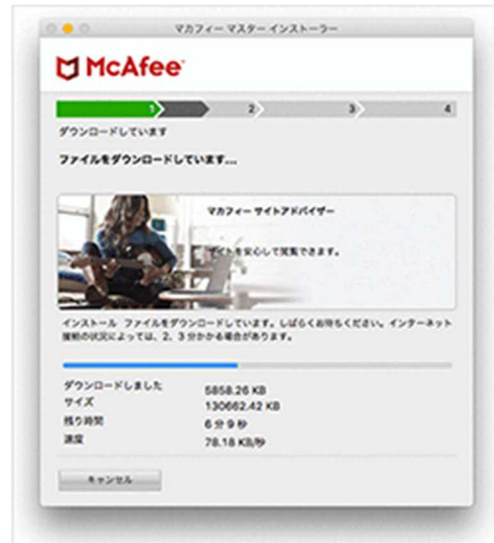 マカフィー マスター インストーラー
McAfee
1 2 3 4
ダウンロードしています
ファイルをダウンロードしています...
マカフィー サイトアドバイザー
サイトを安心して閲覧できます。
インストール ファイルをダウンロードしています。しばらくお待ちください。インターネット
接続の状況によっては、2、3 分かかる場合があります。
ダウンロードしました 5858.26 KB
サイズ 130662.42 KB
残り時間 6 分 9 秒
速度 78.18 KB/秒
キャンセル